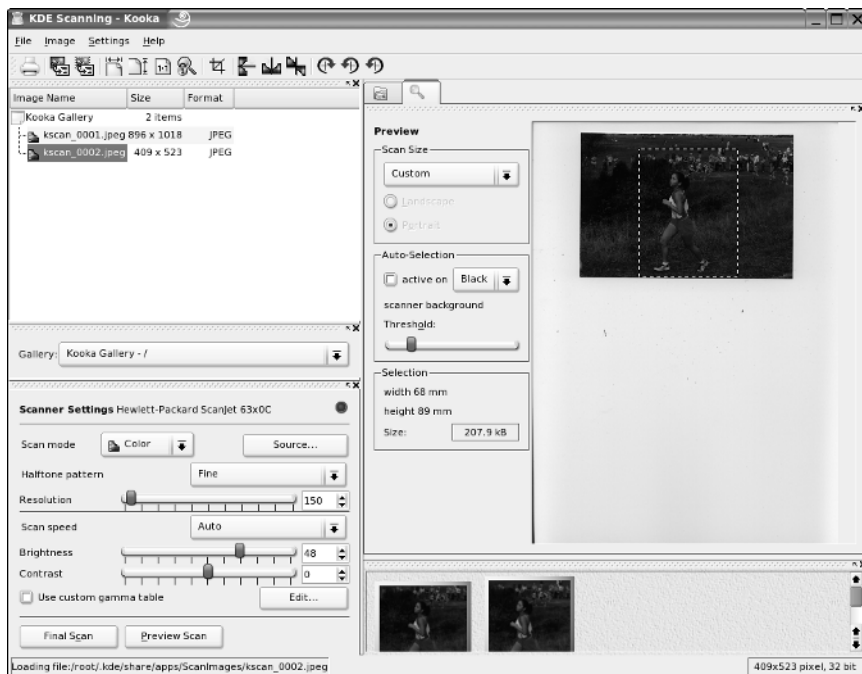 KDE Scanning - Kooka
File Image Settings Help
Image Name Size Format
Kooka Gallery 2 items
kscan_0001.jpeg 896 x 1018 JPEG
kscan_0002.jpeg 409 x 523 JPEG
Gallery: Kooka Gallery - /
Scanner Settings Hewlett-Packard ScanJet 63x0C
Scan mode Color Source...
Halftone pattern Fine
Resolution 150
Scan speed Auto
Brightness 48
Contrast 0
Use custom gamma table Edit...
Final Scan Preview Scan
Loading file:/root/.kde/share/apps/ScanImages/kscan_0002.jpeg
Preview
Scan Size
Custom
Landscape
Portrait
Auto-Selection
active on Black
scanner background
Threshold:
Selection
width 68 mm
height 89 mm
Size: 207.9 kB
409x523 pixel, 32 bit